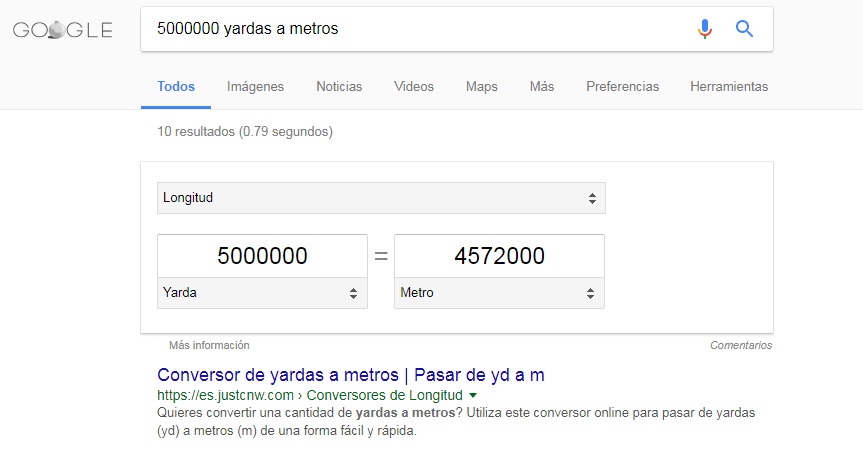 GOOGLE
5000000 yardas a metros
Todos Imágenes Noticias Videos Maps Más Preferencias Herramientas
10 resultados (0.79 segundos)
Longitud
5000000 = 4572000
Yarda Metro
Más información Comentarios
Conversor de yardas a metros | Pasar de yd a m
https://es.justcnw.com › Conversores de Longitud
Quieres convertir una cantidad de yardas a metros? Utiliza este conversor online para pasar de yardas
(yd) a metros (m) de una forma fácil y rápida.